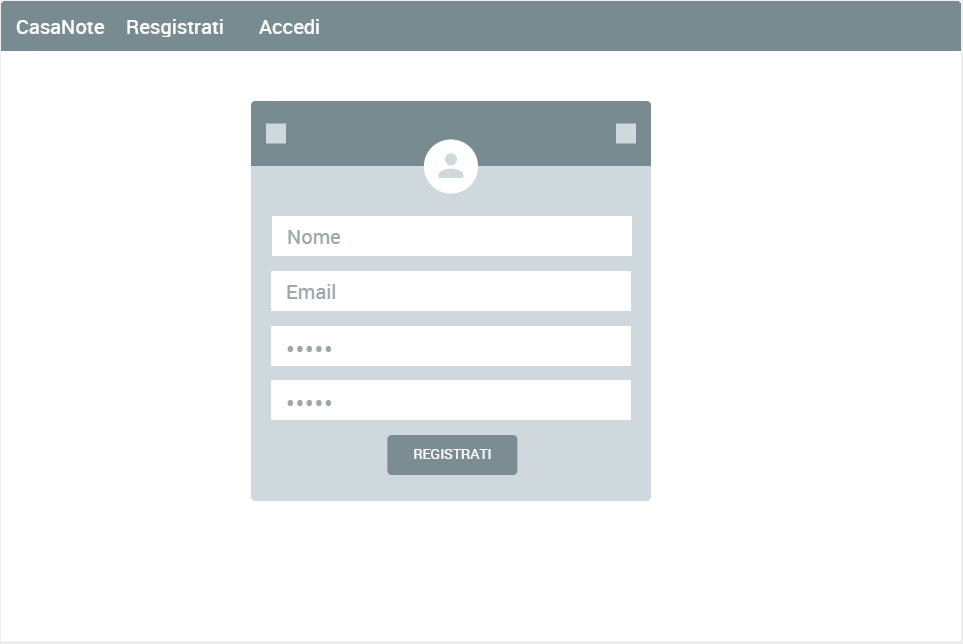 CasaNote Resgistrati Accedi
Nome
Email
•••••
•••••
REGISTRATI